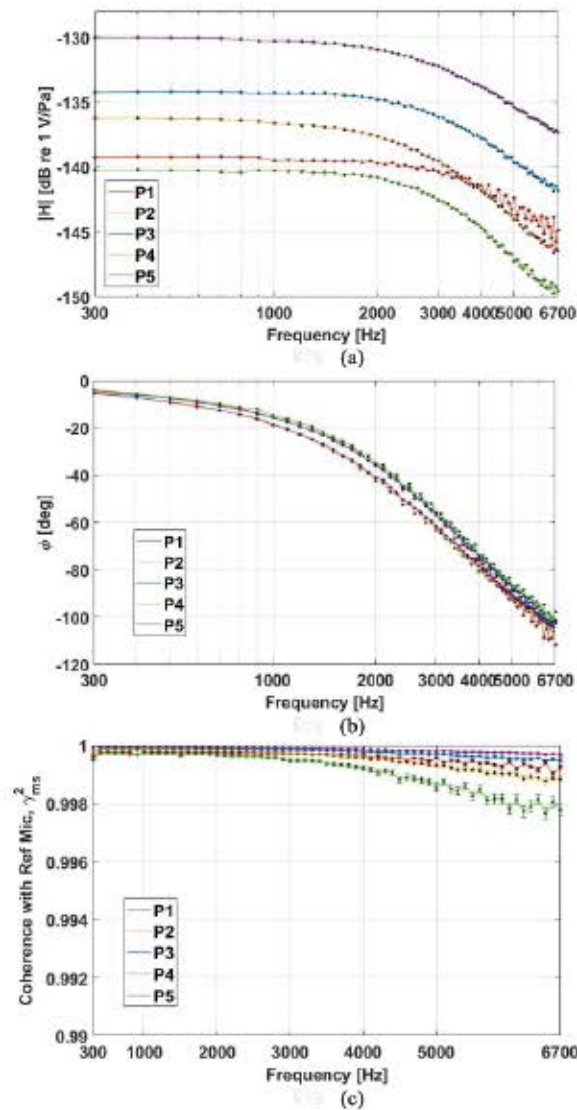 -130
-135
-140
-145
-150
|H| [dB re 1 V/Pa]
P1
P2
P3
P4
P5
300 1000 2000 3000 4000 5000 6700
Frequency [Hz]
(a)
0
-20
-40
-60
-80
-100
-120
ϕ [deg]
P1
P2
P3
P4
P5
300 1000 2000 3000 4000 5000 6700
Frequency [Hz]
(b)
1
0.998
0.996
0.994
0.992
0.99
Coherence with Ref Mic, γ²ms
P1
P2
P3
P4
P5
300 1000 2000 3000 4000 5000 6700
Frequency [Hz]
(c)